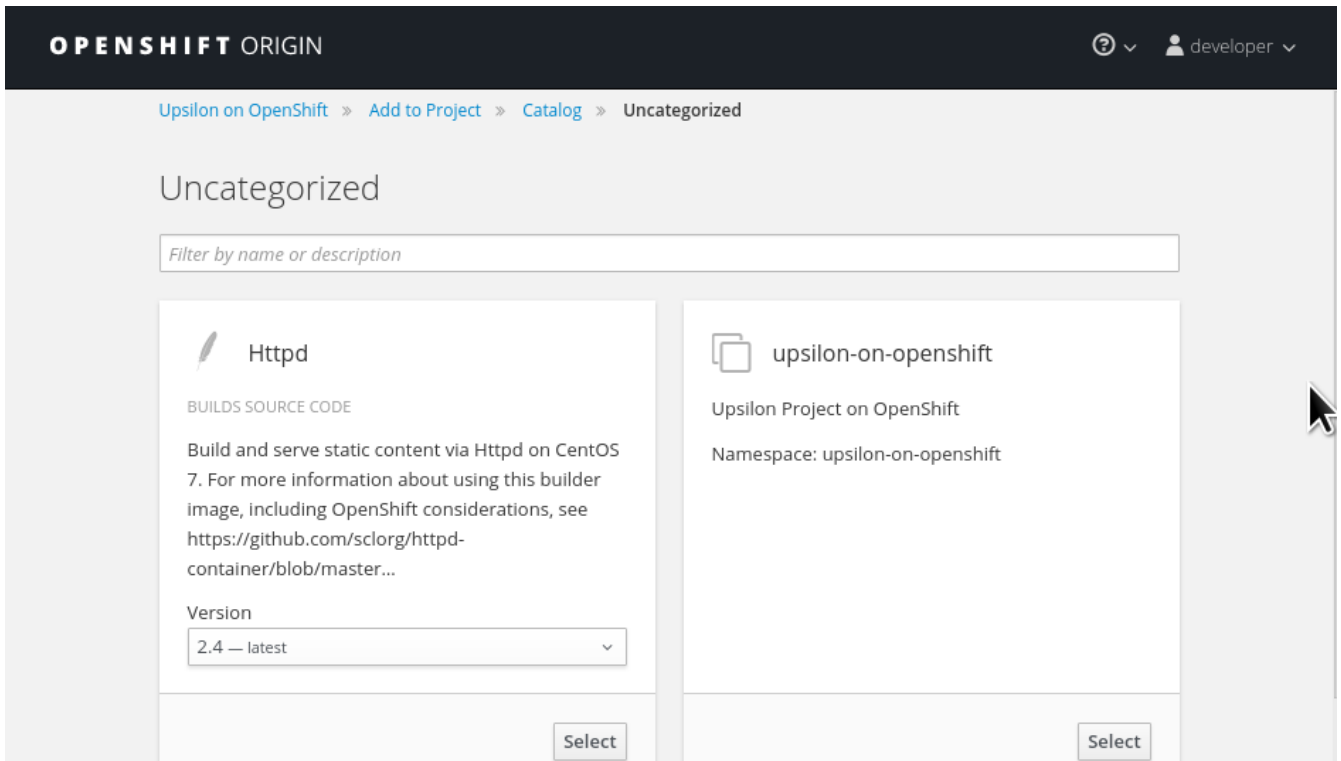 OPENSHIFT ORIGIN
developer
Upsilon on OpenShift » Add to Project » Catalog » Uncategorized
Uncategorized
Filter by name or description
Httpd
BUILDS SOURCE CODE
Build and serve static content via Httpd on CentOS
7. For more information about using this builder
image, including OpenShift considerations, see
https://github.com/sclorg/httpd-
container/blob/master...
Version
2.4 — latest
Select
upsilon-on-openshift
Upsilon Project on OpenShift
Namespace: upsilon-on-openshift
Select